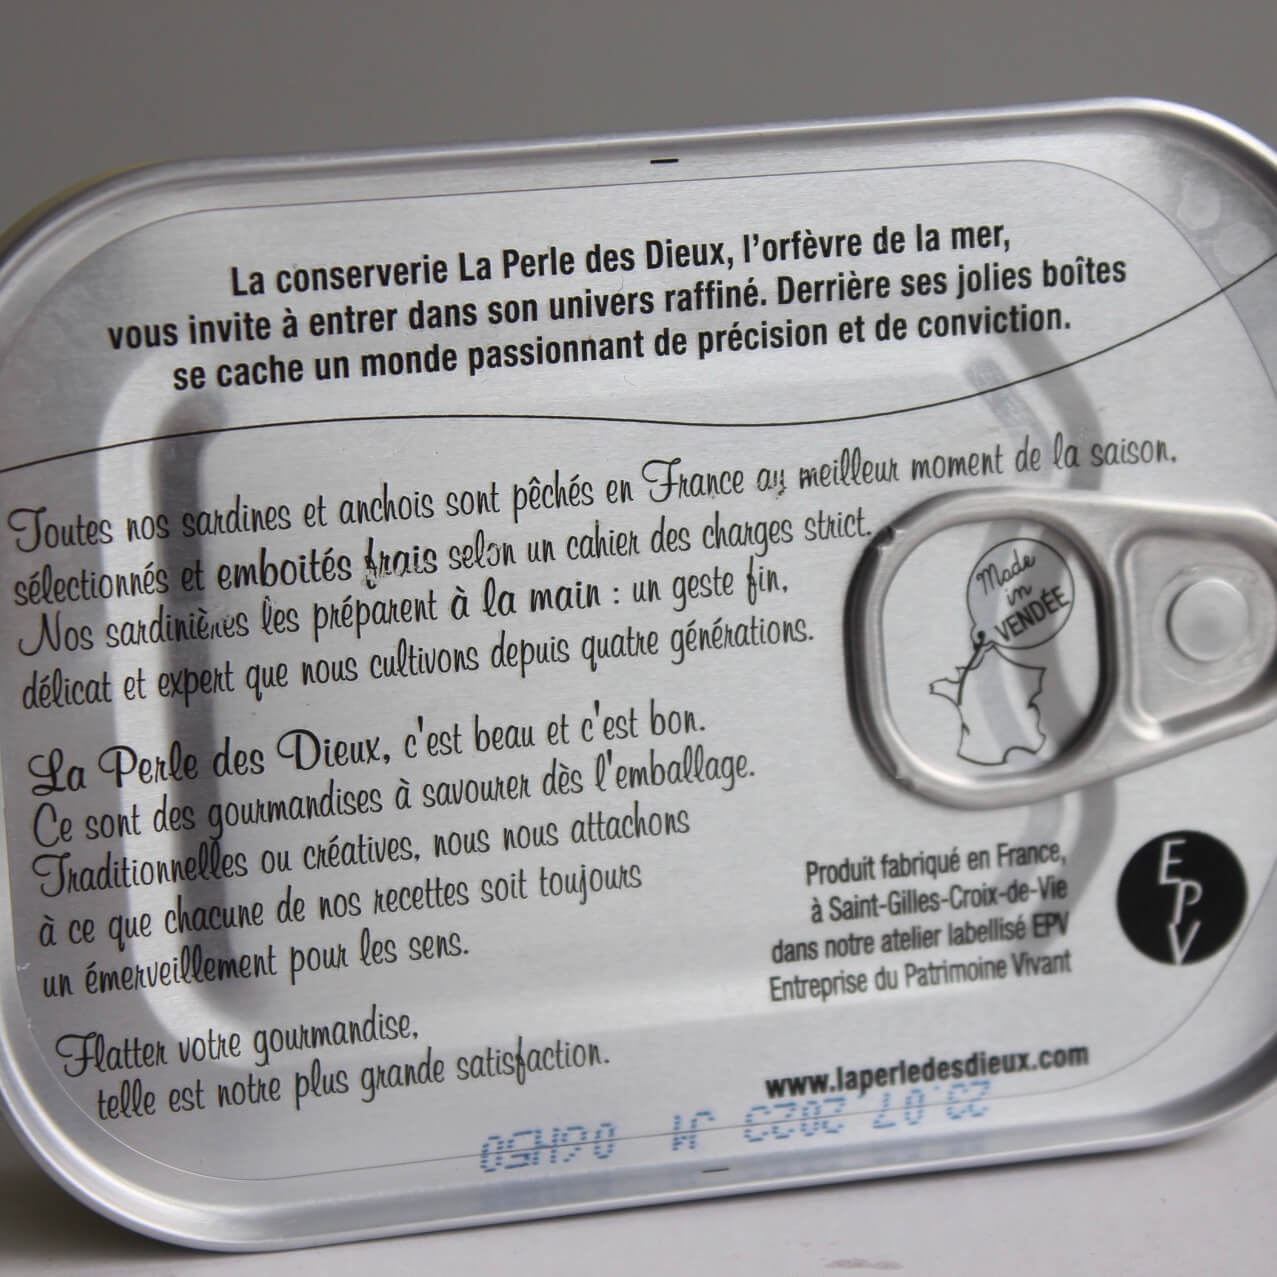 La conserverie La Perle des Dieux, l'orfèvre de la mer,
vous invite à entrer dans son univers raffiné. Derrière ses jolies boîtes
se cache un monde passionnant de précision et de conviction.
Toutes nos sardines et anchois sont pêchés en France au meilleur moment de la saison,
sélectionnés et emboités frais selon un cahier des charges strict.
Nos sardinières les préparent à la main : un geste fin,
délicat et expert que nous cultivons depuis quatre générations.
La Perle des Dieux, c'est beau et c'est bon.
Ce sont des gourmandises à savourer dès l'emballage.
Traditionnelles ou créatives, nous nous attachons
à ce que chacune de nos recettes soit toujours
un émerveillement pour les sens.
Flatter votre gourmandise,
telle est notre plus grande satisfaction.
Made
in
VENDÉE
Produit fabriqué en France,
à Saint-Gilles-Croix-de-Vie
dans notre atelier labellisé EPV
Entreprise du Patrimoine Vivant
EPV
www.laperledesdieux.com